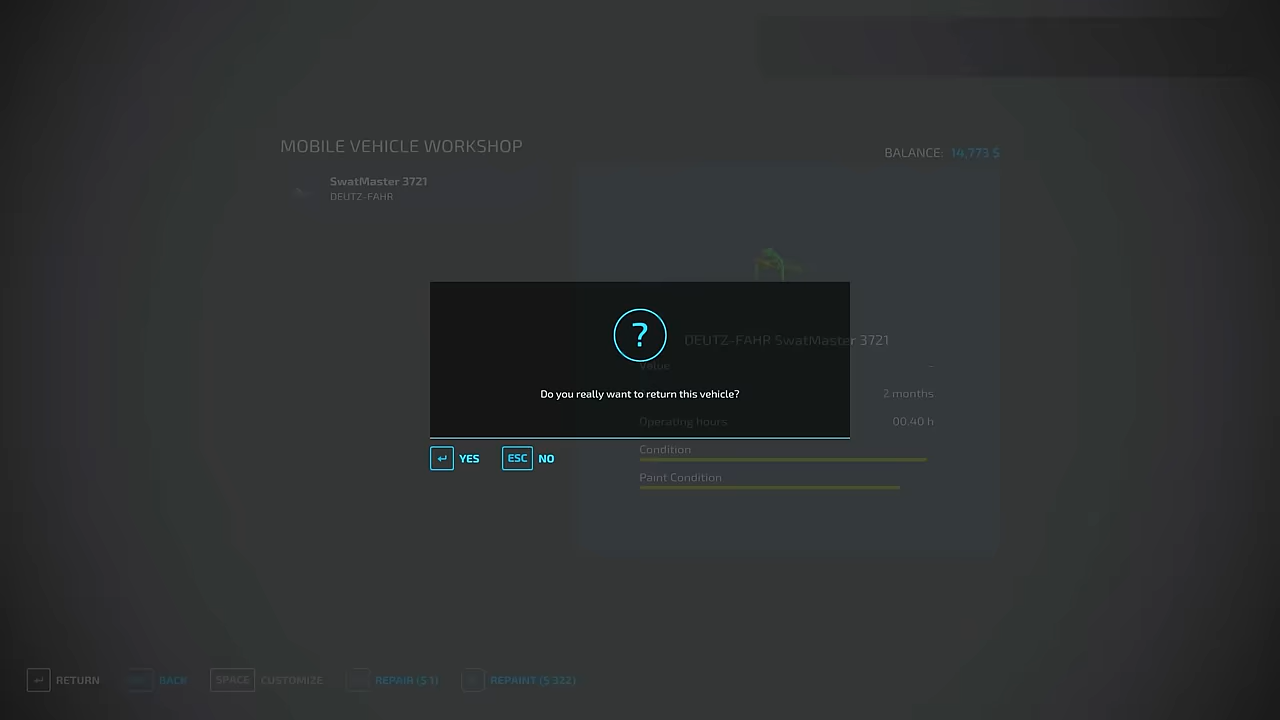 MOBILE VEHICLE WORKSHOP
BALANCE: 14,773 $
SwatMaster 3721
DEUTZ-FAHR
?
DEUTZ-FAHR SwatMaster 3721
Value –
Do you really want to return this vehicle?
2 months
Operating hours 00.40 h
Condition
Paint Condition
↵ YES ESC NO
↵ RETURN BACK SPACE CUSTOMIZE REPAIR ($ 1) REPAINT ($ 322)